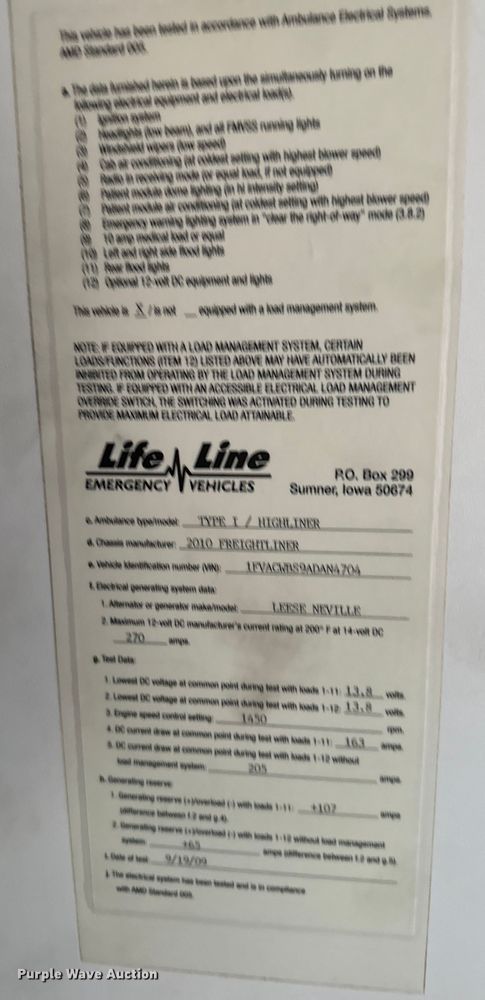 This vehicle has been tested in accordance with Ambulance Electrical Systems,
AMD Standard 005.
a. The data furnished herein is based upon the simultaneously turning on the
following electrical equipment and electrical load(s).
(1) Ignition system
(2) Headlights (low beam), and all FMVSS running lights
(3) Windshield wipers (low speed)
(4) Cab air conditioning (at coldest setting with highest blower speed)
(5) Radio in receiving mode (or equal load, if not equipped)
(6) Patient module dome lighting (in hi intensity setting)
(7) Patient module air conditioning (at coldest setting with highest blower speed)
(8) Emergency warning lighting system in "clear the right-of-way" mode (3.8.2)
(9) 10 amp medical load or equal
(10) Left and right side flood lights
(11) Rear flood lights
(12) Optional 12-volt DC equipment and lights
This vehicle is X / is not __ equipped with a load management system.
NOTE: IF EQUIPPED WITH A LOAD MANAGEMENT SYSTEM, CERTAIN
LOADS/FUNCTIONS (ITEM 12) LISTED ABOVE MAY HAVE AUTOMATICALLY BEEN
INHIBITED FROM OPERATING BY THE LOAD MANAGEMENT SYSTEM DURING
TESTING. IF EQUIPPED WITH AN ACCESSIBLE ELECTRICAL LOAD MANAGEMENT
OVERRIDE SWTICH, THE SWITCHING WAS ACTIVATED DURING TESTING TO
PROVIDE MAXIMUM ELECTRICAL LOAD ATTAINABLE.
Life Line
EMERGENCY VEHICLES
P.O. Box 299
Sumner, Iowa 50674
c. Ambulance type/model: TYPE I / HIGHLINER
d. Chassis manufacturer: 2010 FREIGHTLINER
e. Vehicle identification number (VIN): 1FVACWBS9ADAN4704
f. Electrical generating system data:
1. Alternator or generator make/model: LEESE NEVILLE
2. Maximum 12-volt DC manufacturer's current rating at 200° F at 14-volt DC
270 amps.
g. Test Data:
1. Lowest DC voltage at common point during test with loads 1-11: 13.8 volts.
2. Lowest DC voltage at common point during test with loads 1-12: 13.8 volts.
3. Engine speed control setting: 1450 rpm.
4. DC current draw at common point during test with loads 1-11: 163 amps.
5. DC current draw at common point during test with loads 1-12 without
load management system: 205 amps.
h. Generating reserve:
1. Generating reserve (+)/overload (-) with loads 1-11: +107 amps
(difference between f.2 and g.4).
2. Generating reserve (+)/overload (-) with loads 1-12 without load management
system +65 amps (difference between f.2 and g.5).
i. Date of test: 9/19/09
j. The electrical system has been tested and is in compliance
with AMD Standard 005.
Purple Wave Auction